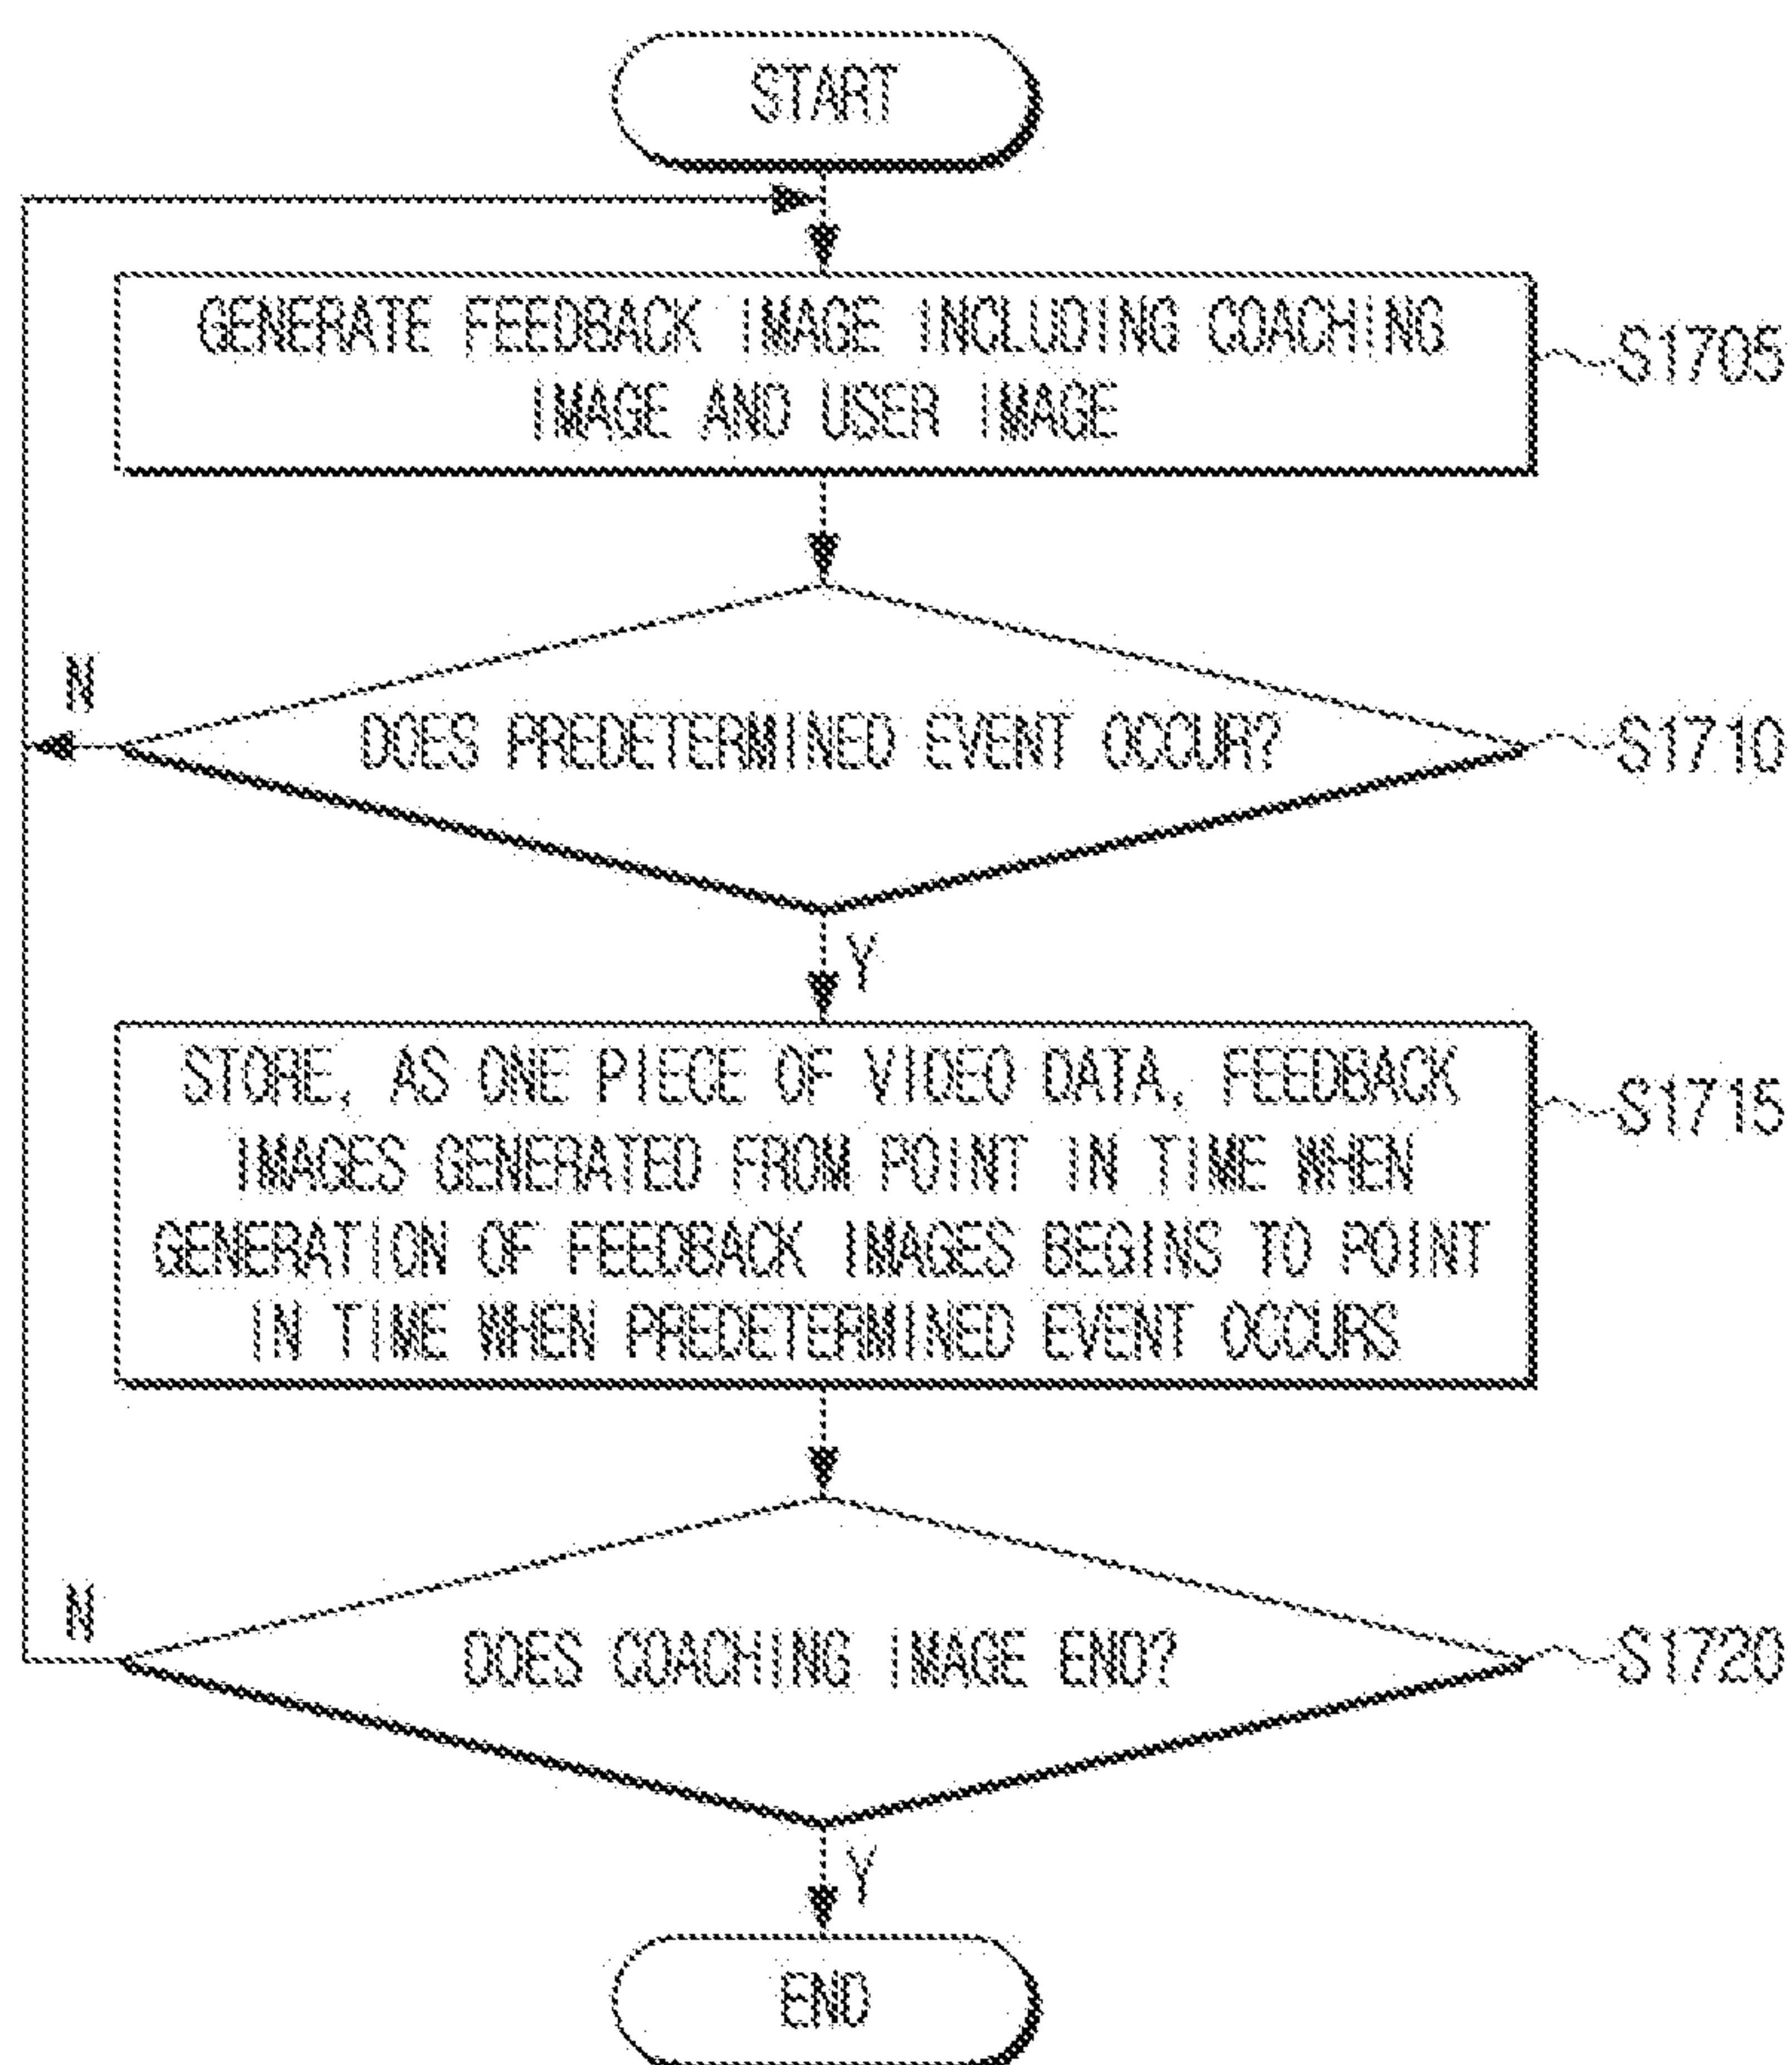 START
GENERATE FEEDBACK IMAGE INCLUDING COACHING
IMAGE AND USER IMAGE
S1705
N
DOES PREDETERMINED EVENT OCCUR?
S1710
Y
STORE, AS ONE PIECE OF VIDEO DATA, FEEDBACK
IMAGES GENERATED FROM POINT IN TIME WHEN
GENERATION OF FEEDBACK IMAGES BEGINS TO POINT
IN TIME WHEN PREDETERMINED EVENT OCCURS
S1715
N
DOES COACHING IMAGE END?
S1720
Y
END